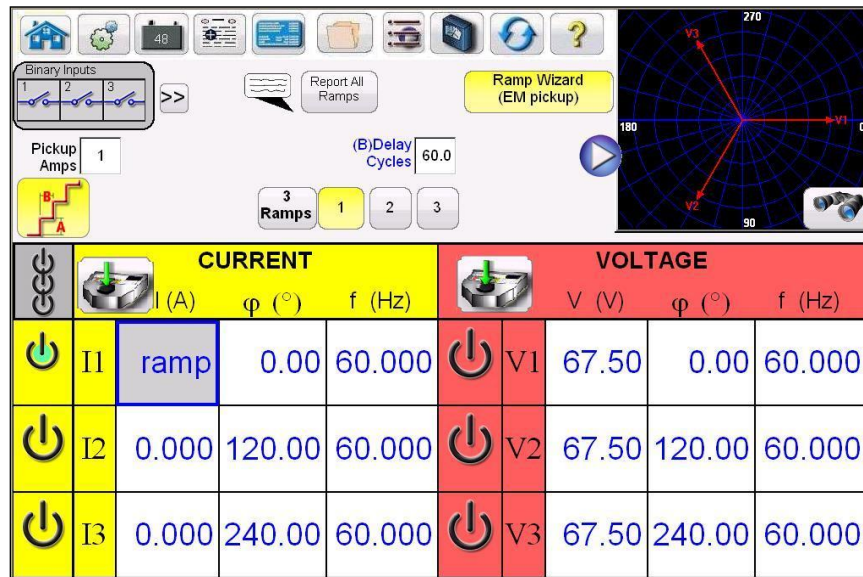 48
?
Binary Inputs
1 2 3
>>
Report All
Ramps
Ramp Wizard
(EM pickup)
Pickup
Amps
1
(B)Delay
Cycles
60.0
B
A
3
Ramps
1
2
3
270
V3
180
V1
0
V2
90
CURRENT
I (A) φ (°) f (Hz)
VOLTAGE
V (V) φ (°) f (Hz)
I1 ramp 0.00 60.000 V1 67.50 0.00 60.000
I2 0.000 120.00 60.000 V2 67.50 120.00 60.000
I3 0.000 240.00 60.000 V3 67.50 240.00 60.000